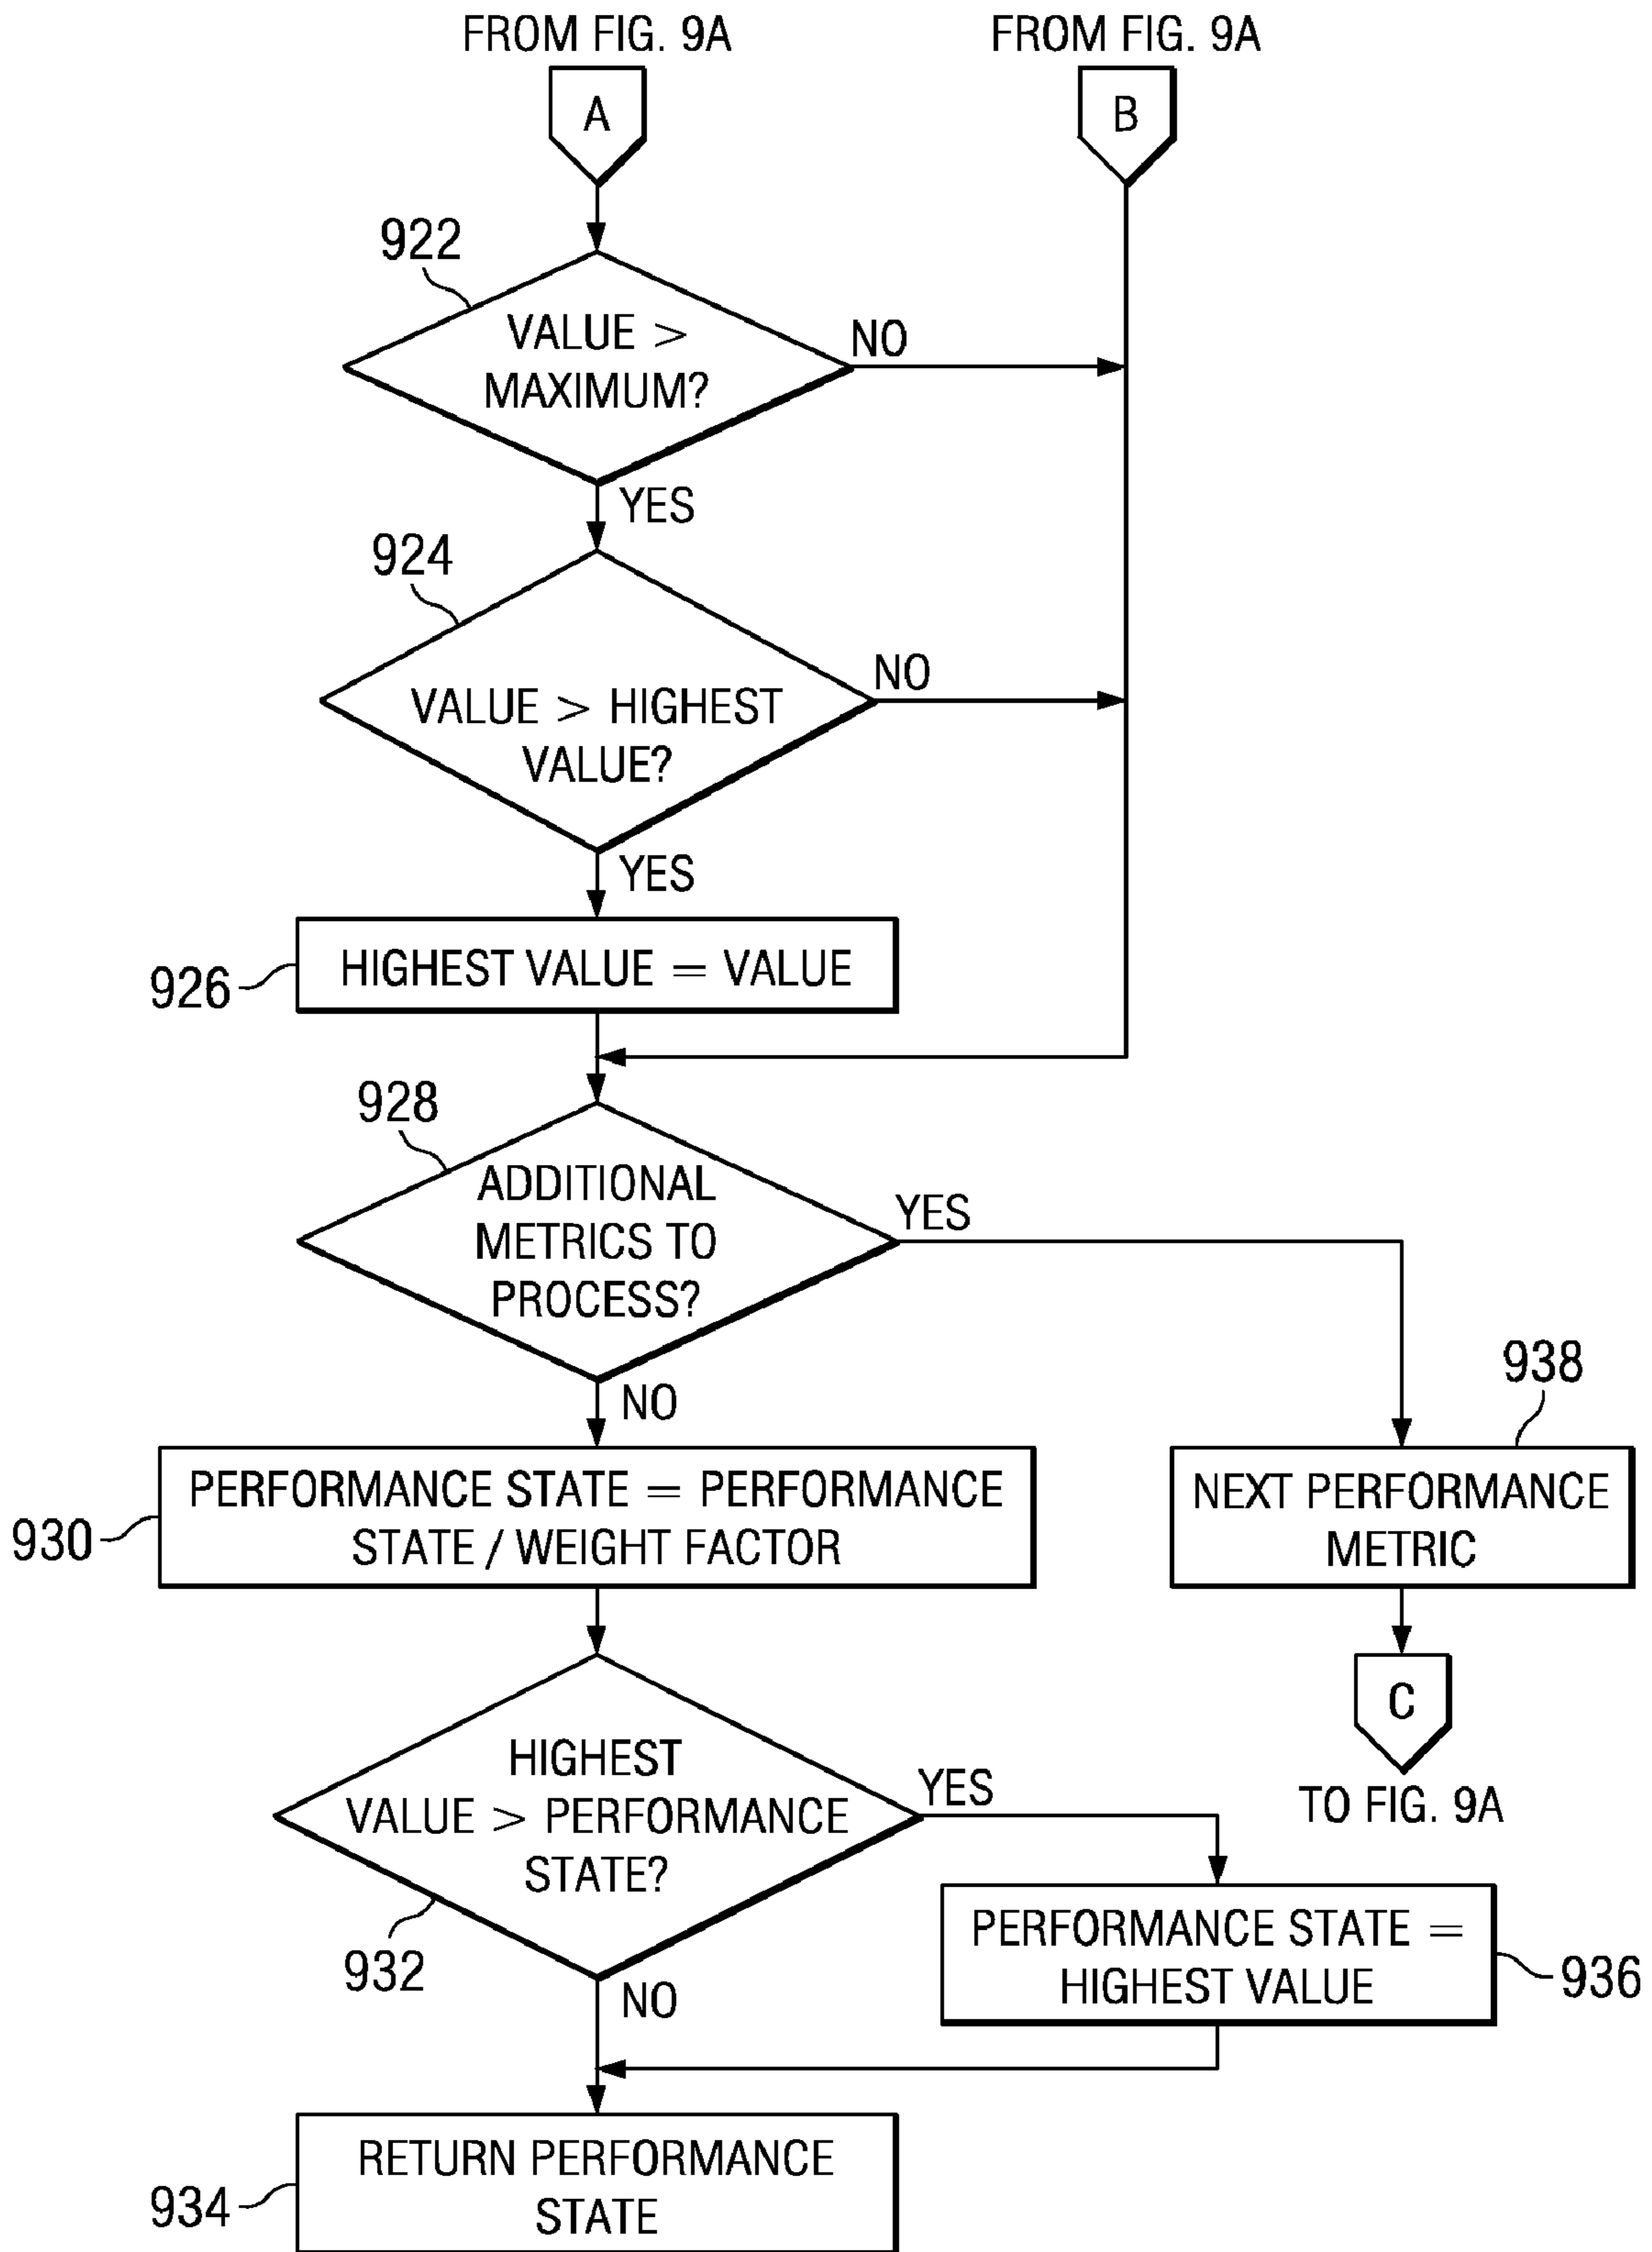 FROM FIG. 9A
FROM FIG. 9A
A
B
922
VALUE >
MAXIMUM?
NO
YES
924
VALUE > HIGHEST
VALUE?
NO
YES
926
HIGHEST VALUE = VALUE
928
ADDITIONAL
METRICS TO
PROCESS?
YES
NO
938
930
PERFORMANCE STATE = PERFORMANCE
STATE / WEIGHT FACTOR
NEXT PERFORMANCE
METRIC
C
TO FIG. 9A
HIGHEST
VALUE > PERFORMANCE
STATE?
YES
932
NO
PERFORMANCE STATE =
HIGHEST VALUE
936
934
RETURN PERFORMANCE
STATE